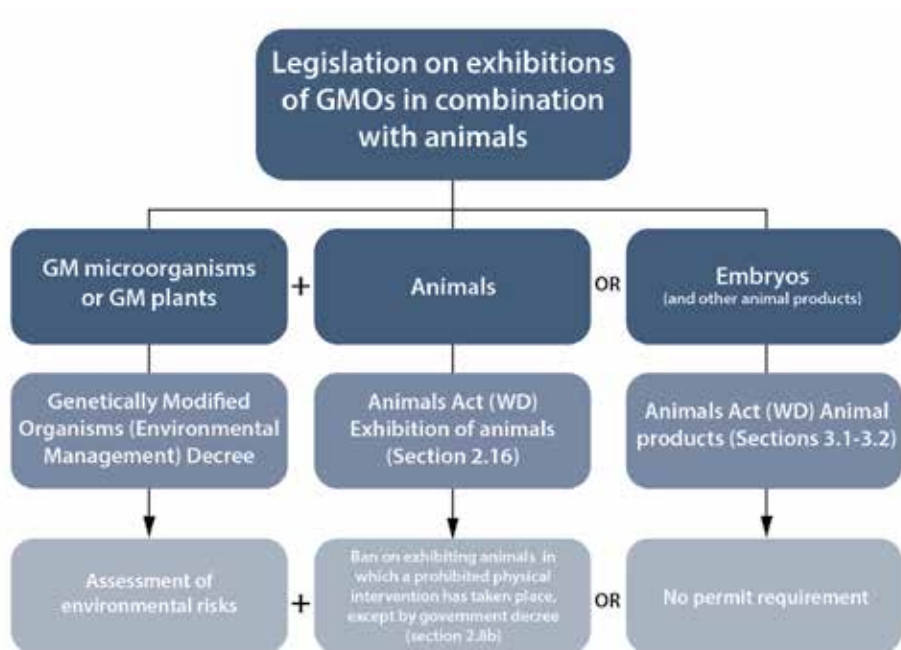 Legislation on exhibitions
of GMOs in combination
with animals
GM microorganisms
or GM plants
+
Animals
OR
Embryos
(and other animal products)
Genetically Modified
Organisms (Environmental
Management) Decree
Animals Act (WD)
Exhibition of animals
(Section 2.16)
Animals Act (WD) Animal
products (Sections 3.1-3.2)
Assessment of
environmental risks
+
Ban on exhibiting animals in
which a prohibited physical
intervention has taken place,
except by government decree
(section 2.8b)
OR
No permit requirement